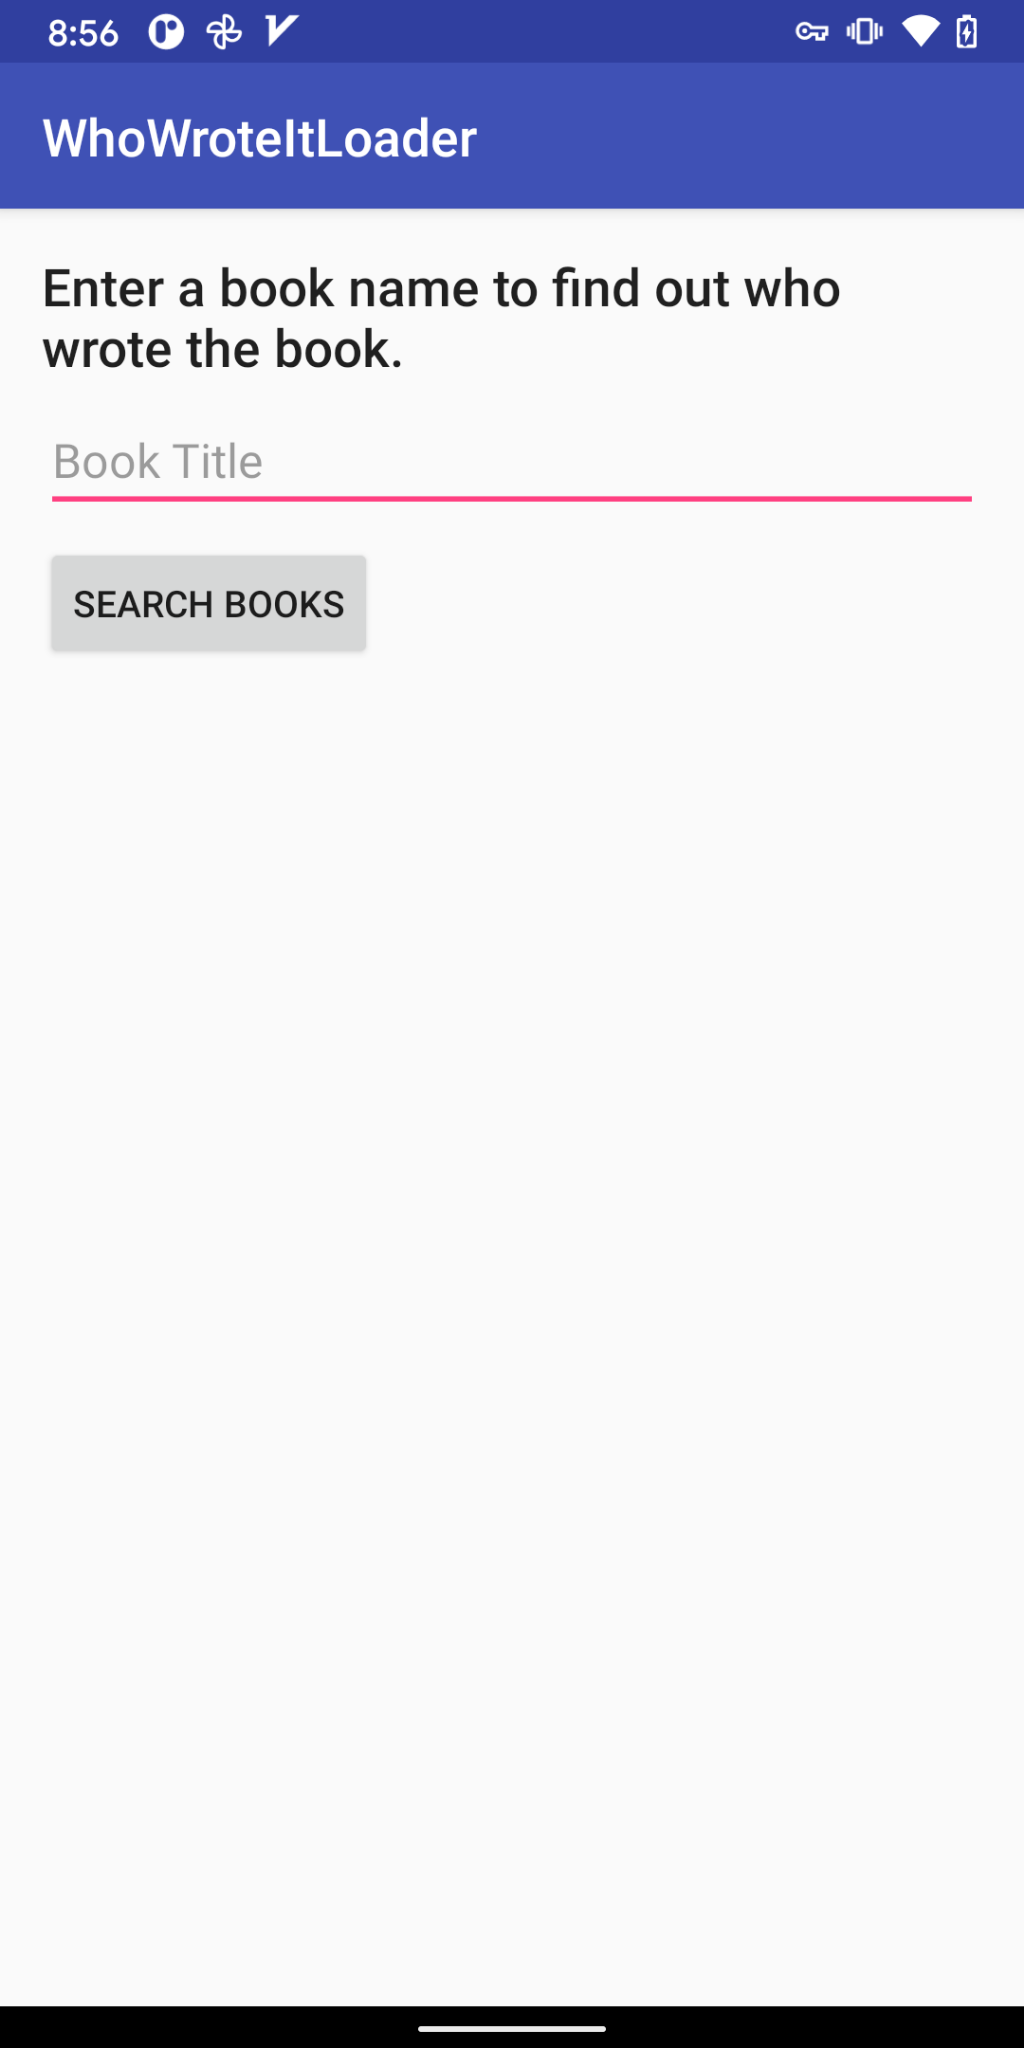 8:56
WhoWroteItLoader
Enter a book name to find out who
wrote the book.
Book Title
SEARCH BOOKS